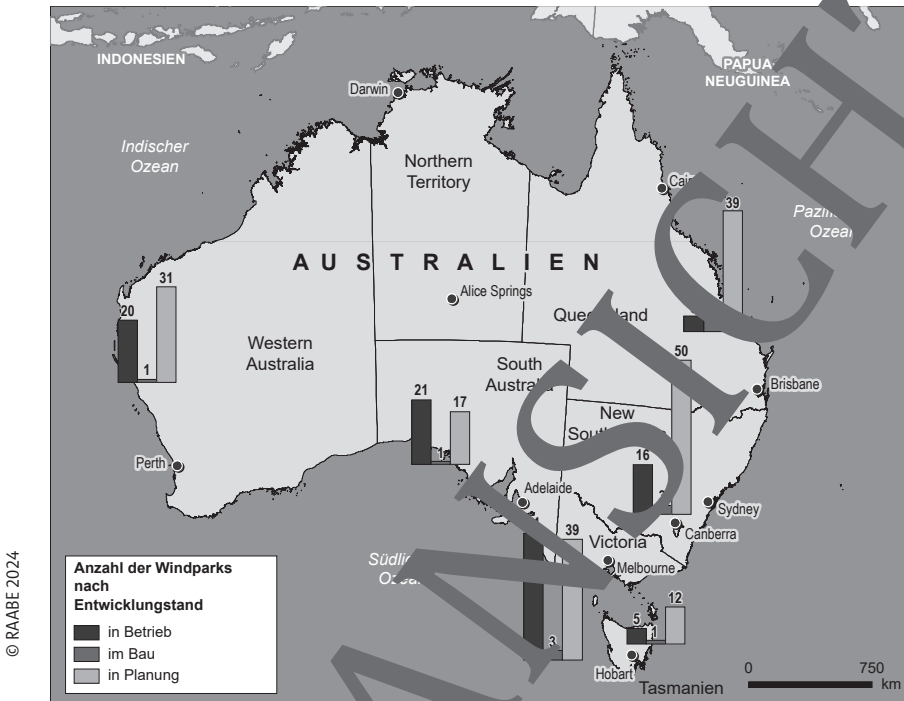 INDONESIEN
PAPUA-
NEUGUINEA
Darwin
Indischer
Ozean
Northern
Territory
39
AUSTRALIEN
31
20
1
Alice Springs
Western
Australia
South
50
Brisbane
21
17
1
New
16
Perth
Adelaide
Sydney
Canberra
39
Victoria
Melbourne
3
12
5
1
Hobart
Tasmanien
0 750
km
Anzahl der Windparks
nach
Entwicklungstand
in Betrieb
im Bau
in Planung
© RAABE 2024